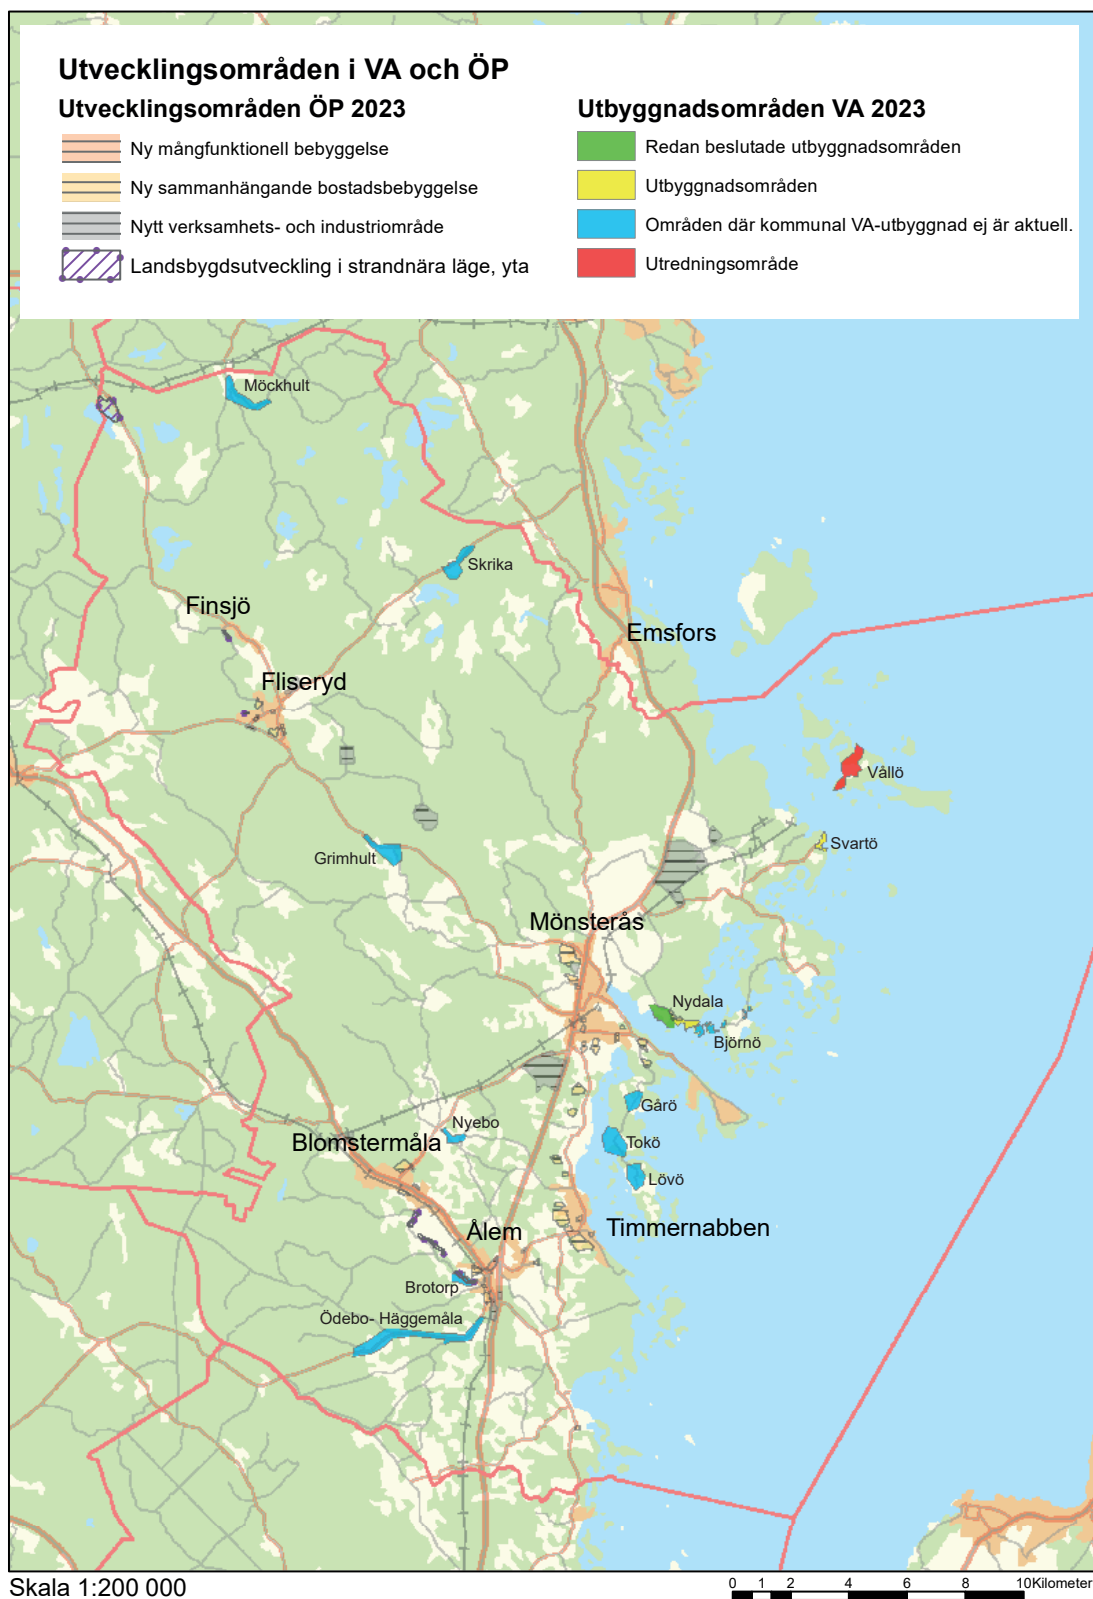 Utvecklingsområden i VA och ÖP
Utvecklingsområden ÖP 2023
Ny mångfunktionell bebyggelse
Ny sammanhängande bostadsbebyggelse
Nytt verksamhets- och industriområde
Landsbygdsutveckling i strandnära läge, yta
Utbyggnadsområden VA 2023
Redan beslutade utbyggnadsområden
Utbyggnadsområden
Områden där kommunal VA-utbyggnad ej är aktuell.
Utredningsområde
Möckhult
Skrika
Finsjö
Emsfors
Fliseryd
Vållö
Svartö
Grimhult
Mönsterås
Nydala
Björnö
Gårö
Nyebo
Blomstermåla
Tokö
Lövö
Ålem
Timmernabben
Brotorp
Ödebo- Häggemåla
Skala 1:200 000
0 1 2 4 6 8 10Kilometer